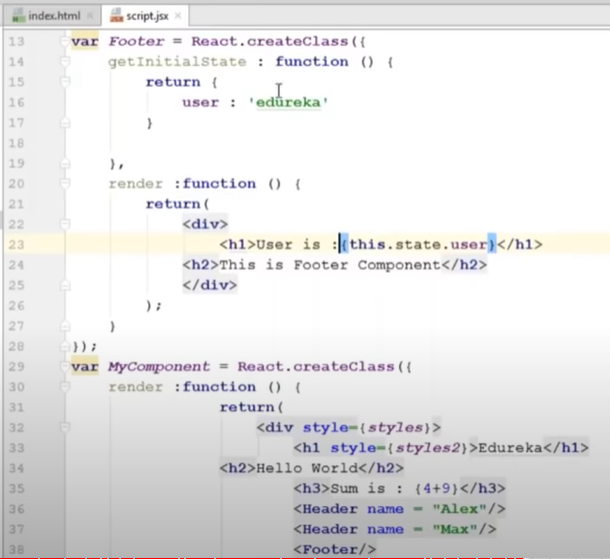 index.html × script.jsx ×
13 var Footer = React.createClass({
14 getInitialState : function () {
15 return {
16 user : 'edureka'
17 }
18
19 },
20 render :function () {
21 return(
22 <div>
23 <h1>User is :{this.state.user}</h1>
24 <h2>This is Footer Component</h2>
25 </div>
26 );
27 }
28 });
29 var MyComponent = React.createClass({
30 render :function () {
31 return(
32 <div style={styles}>
33 <h1 style={styles2}>Edureka</h1>
34 <h2>Hello World</h2>
35 <h3>Sum is : {4+9}</h3>
36 <Header name = "Alex"/>
37 <Header name = "Max"/>
38 <Footer/>